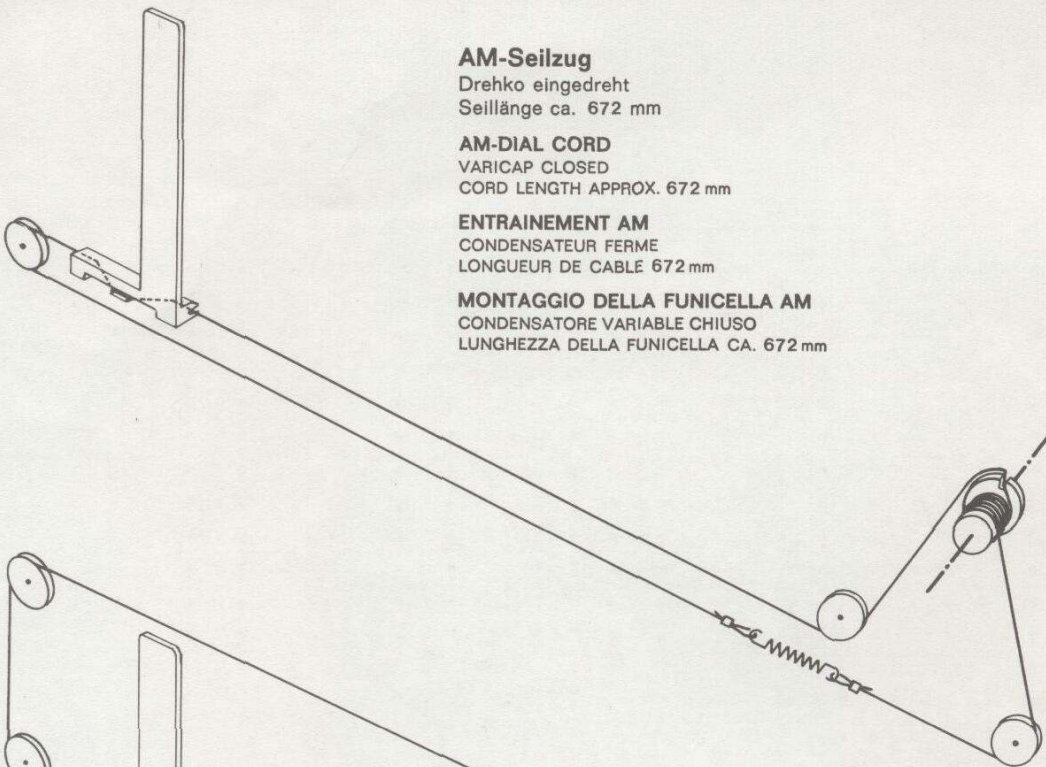 AM-Seilzug
Drehko eingedreht
Seillänge ca. 672 mm
AM-DIAL CORD
VARICAP CLOSED
CORD LENGTH APPROX. 672 mm
ENTRAINEMENT AM
CONDENSATEUR FERME
LONGUEUR DE CABLE 672 mm
MONTAGGIO DELLA FUNICELLA AM
CONDENSATORE VARIABLE CHIUSO
LUNGHEZZA DELLA FUNICELLA CA. 672 mm